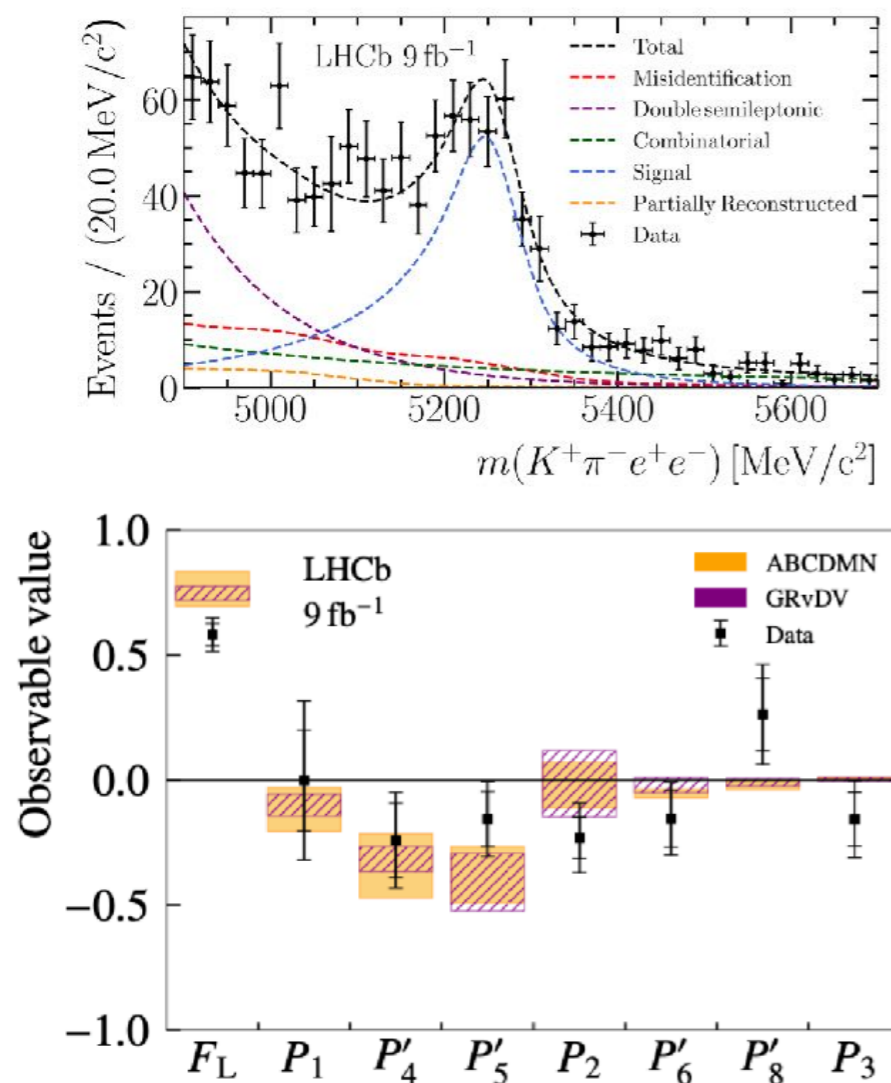 LHCb 9 fb⁻¹
Total
Misidentification
Double semileptonic
Combinatorial
Signal
Partially Reconstructed
Data
Events / (20.0 MeV/c²)
60
40
20
0
5000 5200 5400 5600
m(K⁺π⁻e⁺e⁻) [MeV/c²]
LHCb
9 fb⁻¹
ABCDMN
GRvDV
Data
Observable value
1.0
0.5
0.0
−0.5
−1.0
F_L P₁ P′₄ P′₅ P₂ P′₆ P′₈ P₃